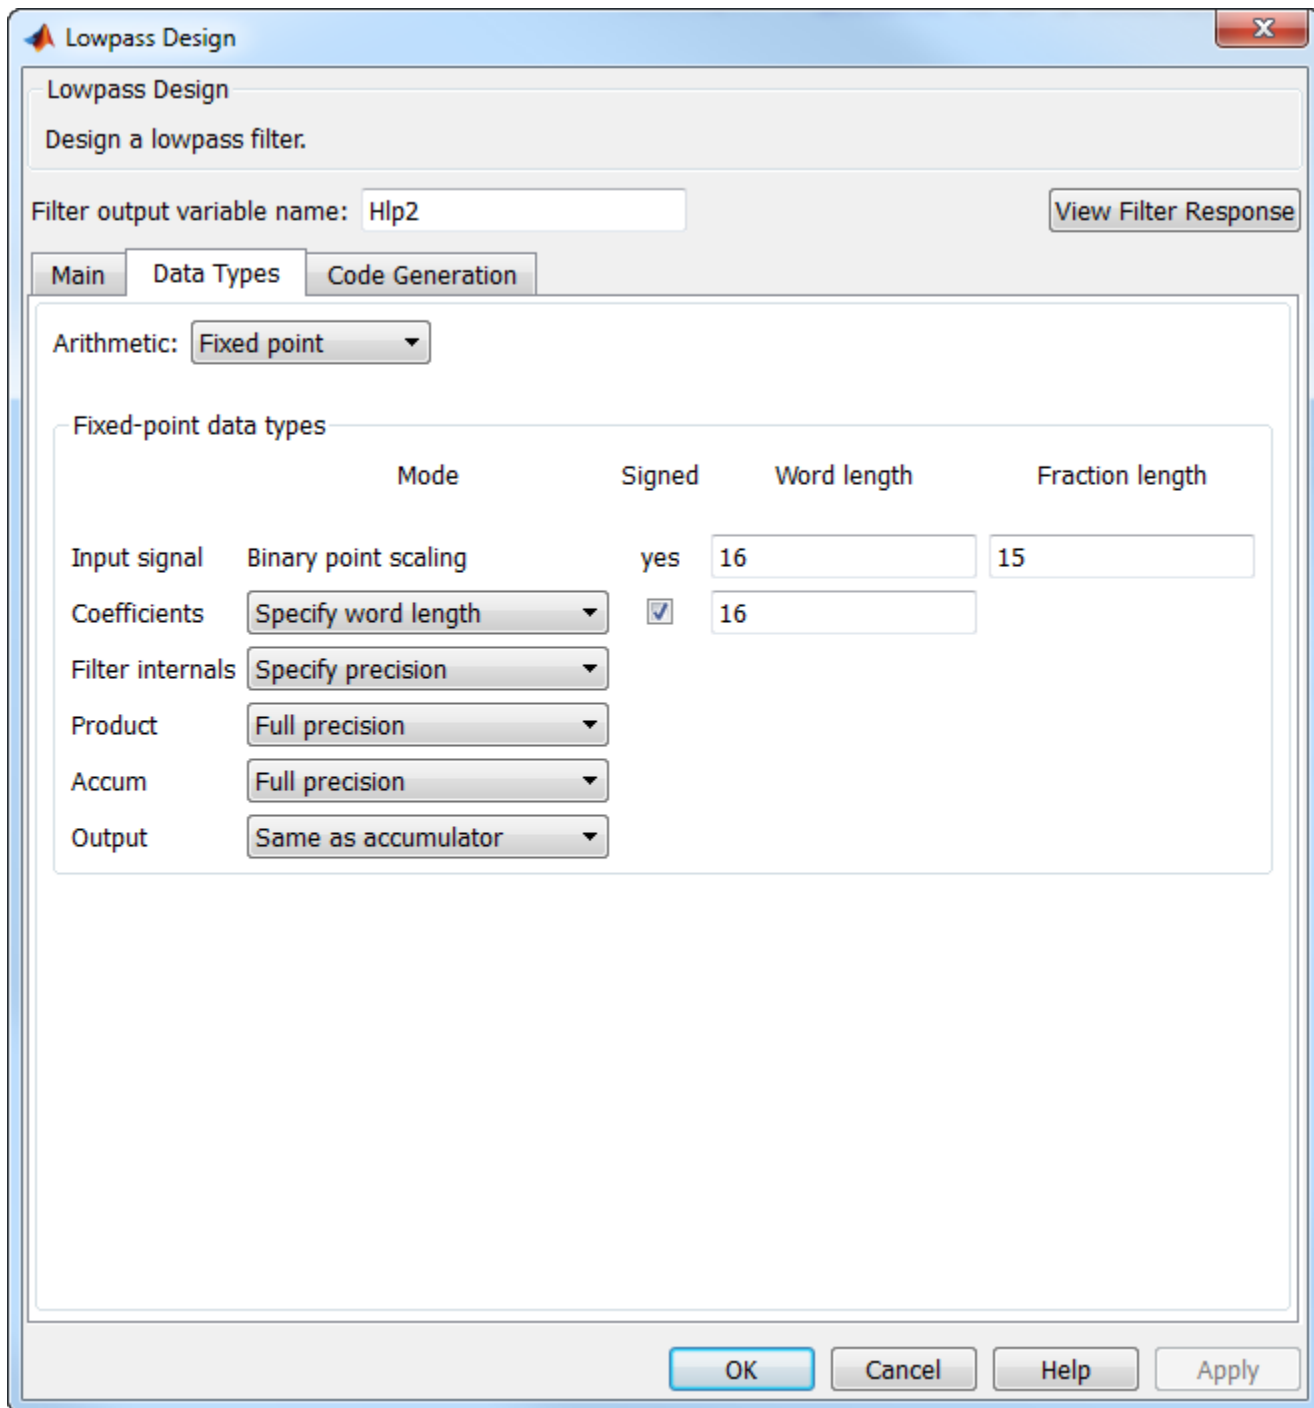 Lowpass Design
Lowpass Design
Design a lowpass filter.
Filter output variable name: Hlp2 View Filter Response
Main Data Types Code Generation
Arithmetic: Fixed point
Fixed-point data types
Mode Signed Word length Fraction length
Input signal Binary point scaling yes 16 15
Coefficients Specify word length 16
Filter internals Specify precision
Product Full precision
Accum Full precision
Output Same as accumulator
OK Cancel Help Apply